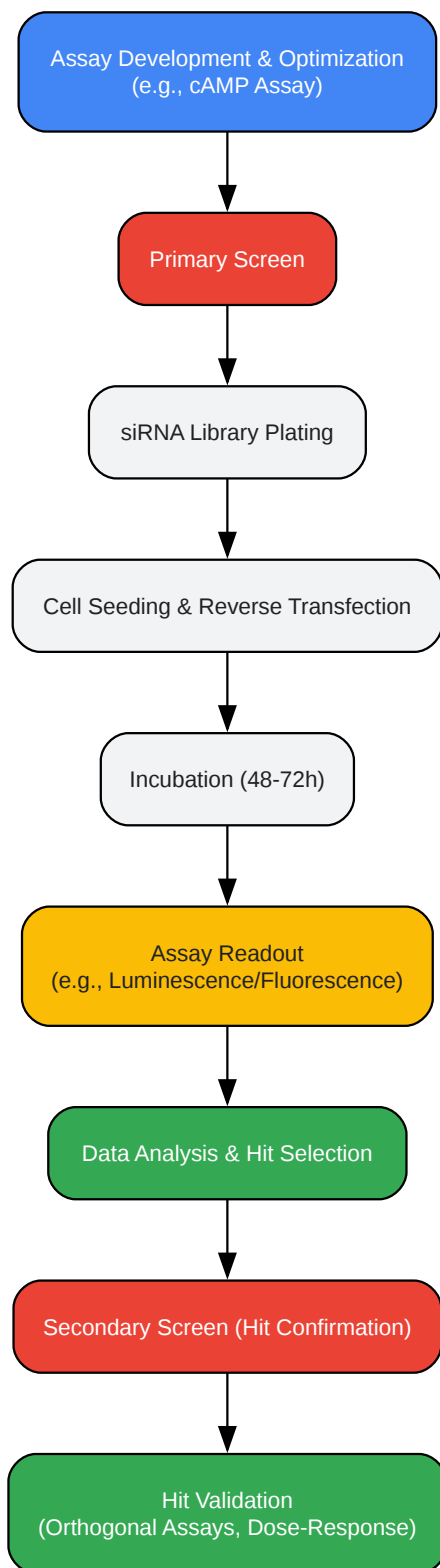 Assay Development & Optimization
(e.g., cAMP Assay)
Primary Screen
siRNA Library Plating
Cell Seeding & Reverse Transfection
Incubation (48-72h)
Assay Readout
(e.g., Luminescence/Fluorescence)
Data Analysis & Hit Selection
Secondary Screen (Hit Confirmation)
Hit Validation
(Orthogonal Assays, Dose-Response)